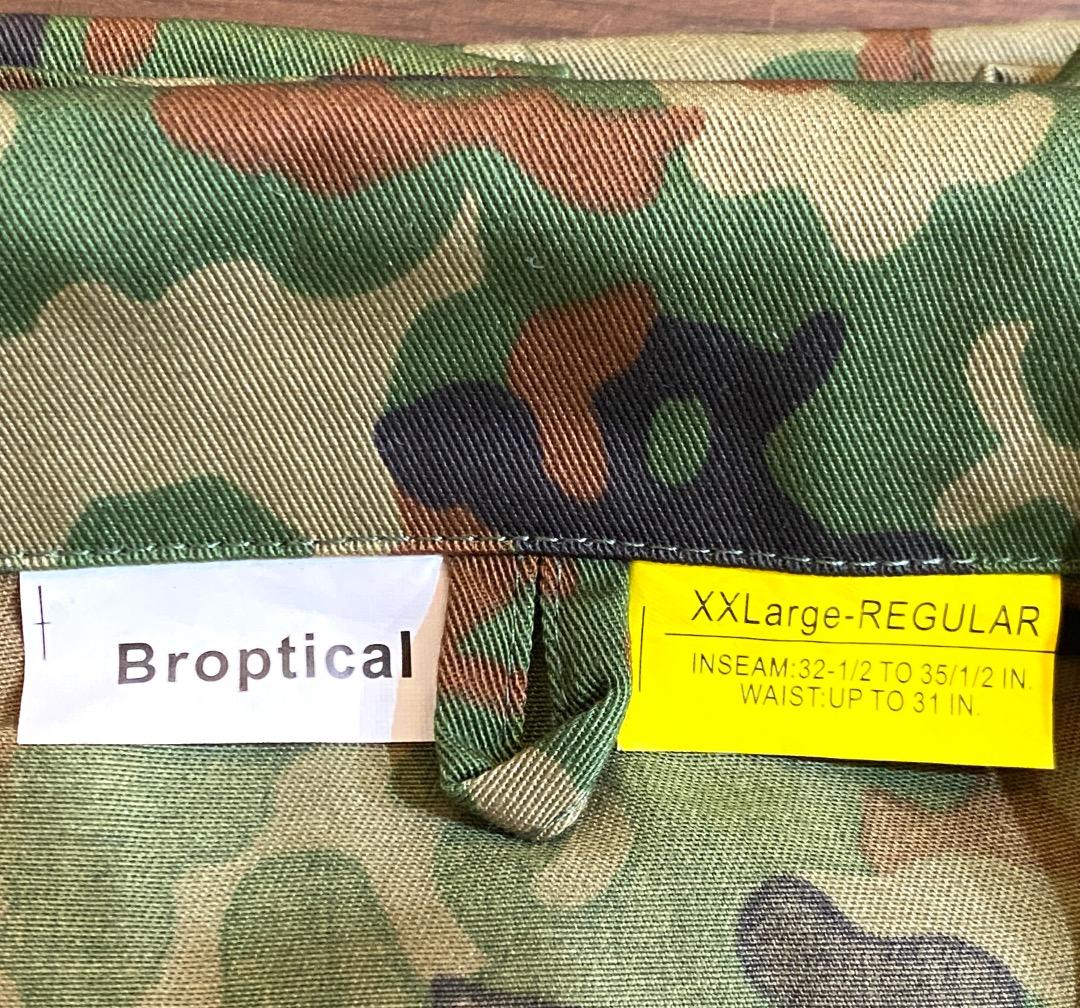 Broptical
XXLarge-REGULAR
INSEAM:32-1/2 TO 35/1/2 IN.
WAIST:UP TO 31 IN.